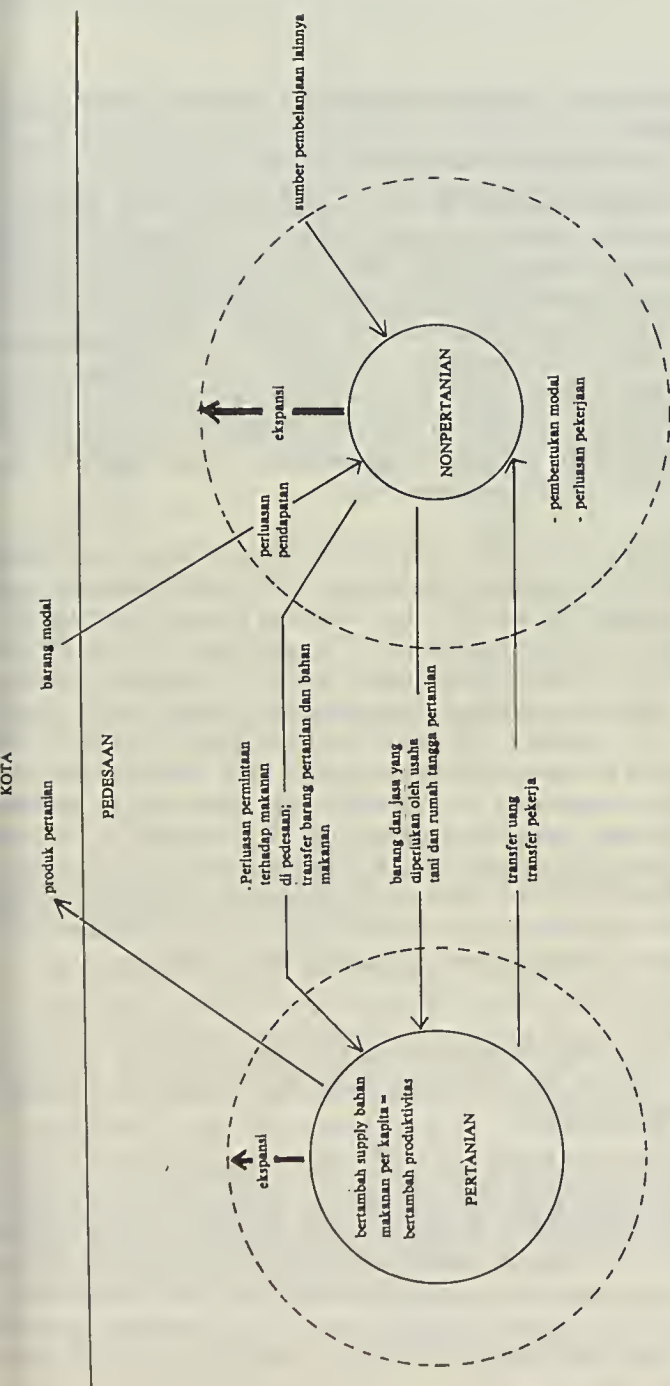 KOTA
produk pertanian
barang modal
PEDESAAN
sumber pembelanjaan lainnya
ekspansi
ekspansi
perluasan
pendapatan
. Perluasan permintaan
terhadap makanan
di pedesaan;
transfer barang pertanian dan bahan
makanan
bertambah supply bahan
makanan per kapita =
bertambah produktivitas
PERTANIAN
NONPERTANIAN
barang dan jasa yang
diperlukan oleh usaha
tani dan rumah tangga pertanian
transfer uang
transfer pekerja
- pembentukan modal
- perluasan pekerjaan